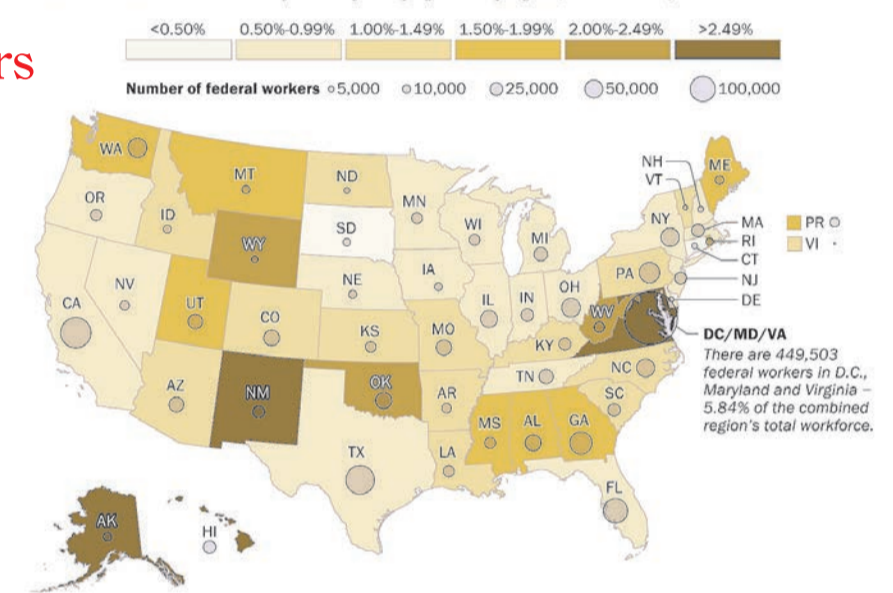 rs
<0.50% 0.50%-0.99% 1.00%-1.49% 1.50%-1.99% 2.00%-2.49% >2.49%
Number of federal workers 5,000 10,000 25,000 50,000 100,000
WA
MT
ND
MN
OR
ID
WY
SD
WI
MI
NH
VT
ME
NY
MA
RI
CT
NJ
DE
PR
VI
NV
UT
CO
NE
IA
IL
IN
OH
PA
WV
CA
KS
MO
KY
DC/MD/VA
There are 449,503
federal workers in D.C.,
Maryland and Virginia –
5.84% of the combined
region's total workforce.
AZ
NM
OK
AR
TN
NC
SC
TX
LA
MS
AL
GA
FL
AK
HI